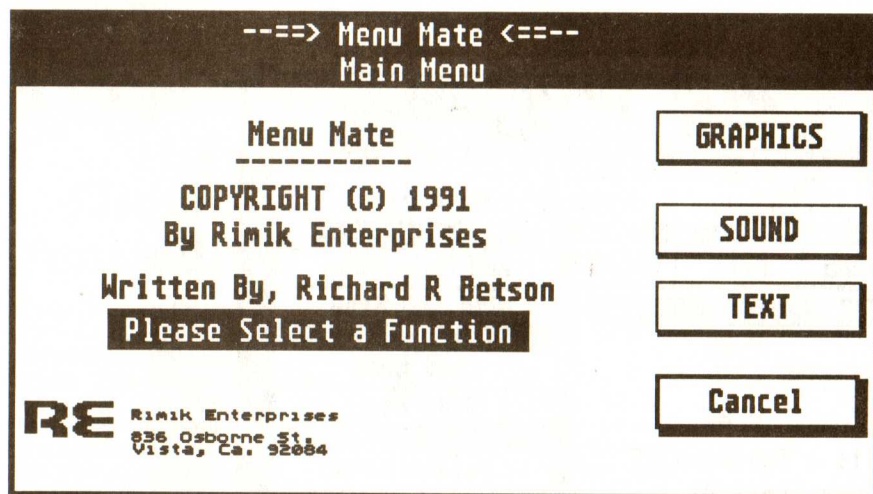 --==> Menu Mate <==--
Main Menu
Menu Mate
-----------
COPYRIGHT (C) 1991
By Rimik Enterprises
Written By, Richard R Betson
Please Select a Function
GRAPHICS
SOUND
TEXT
Cancel
RE
Rimik Enterprises
836 Osborne St.
Vista, Ca. 92084